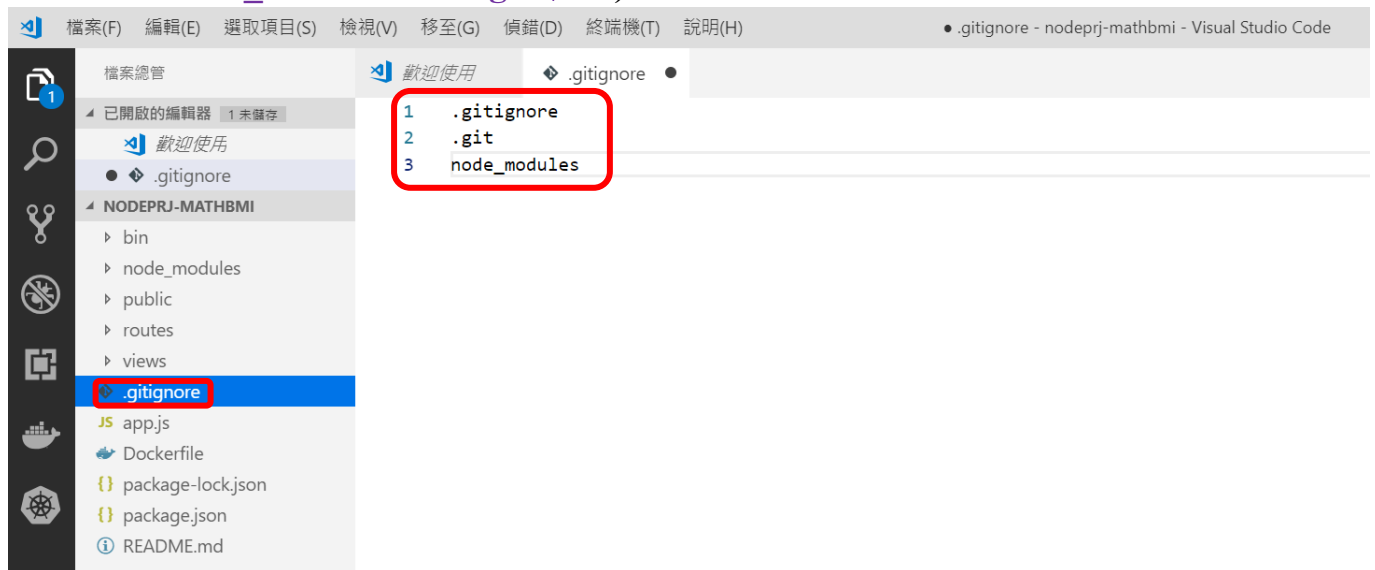 檔案(F) 編輯(E) 選取項目(S) 檢視(V) 移至(G) 偵錯(D) 終端機(T) 說明(H) ● .gitignore - nodeprj-mathbmi - Visual Studio Code
檔案總管
歡迎使用 .gitignore ●
已開啟的編輯器 1 未儲存
歡迎使用
● .gitignore
NODEPRJ-MATHBMI
bin
node_modules
public
routes
views
.gitignore
JS app.js
Dockerfile
{} package-lock.json
{} package.json
README.md
1
1 .gitignore
2 .git
3 node_modules